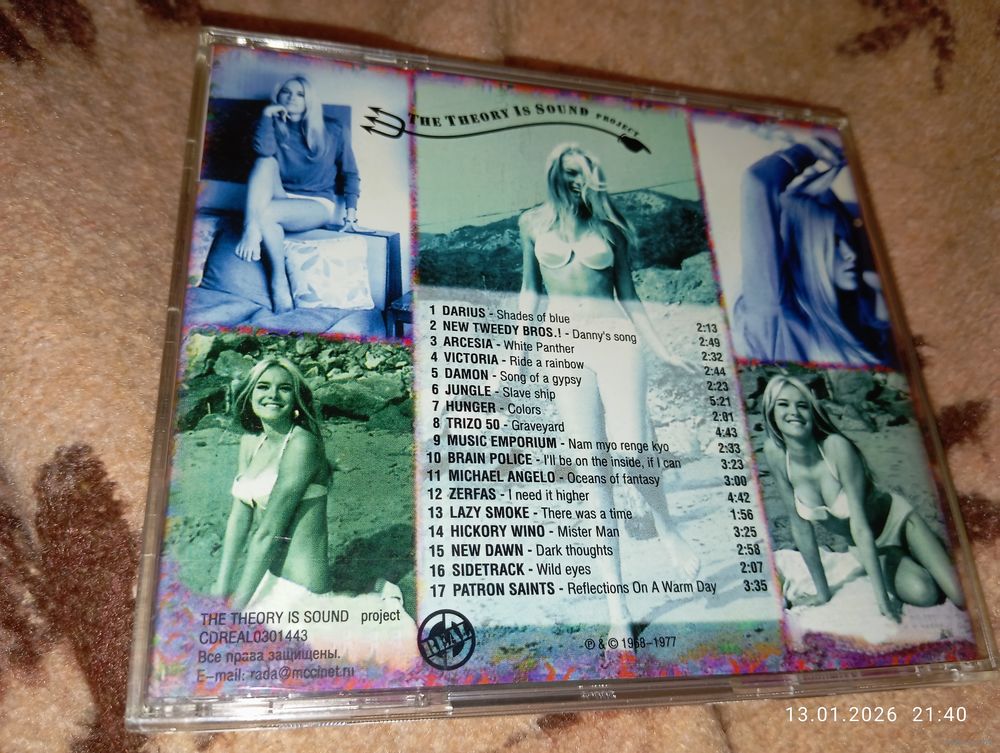 THE THEORY IS SOUND PROJECT
1 DARIUS - Shades of blue 2:13
2 NEW TWEEDY BROS.! - Danny's song 2:49
3 ARCESIA - White Panther 2:32
4 VICTORIA - Ride a rainbow 2:44
5 DAMON - Song of a gypsy 2:23
6 JUNGLE - Slave ship 5:21
7 HUNGER - Colors 2:01
8 TRIZO 50 - Graveyard 4:43
9 MUSIC EMPORIUM - Nam myo renge kyo 2:33
10 BRAIN POLICE - I'll be on the inside, if I can 3:23
11 MICHAEL ANGELO - Oceans of fantasy 3:00
12 ZERFAS - I need it higher 4:42
13 LAZY SMOKE - There was a time 1:56
14 HICKORY WINO - Mister Man 3:25
15 NEW DAWN - Dark thoughts 2:58
16 SIDETRACK - Wild eyes 2:07
17 PATRON SAINTS - Reflections On A Warm Day 3:35
THE THEORY IS SOUND project
CDREAL0301443
Все права защищены.
E-mail: rada@mccinet.ru
REAL
℗ & © 1968-1977
13.01.2026 21:40